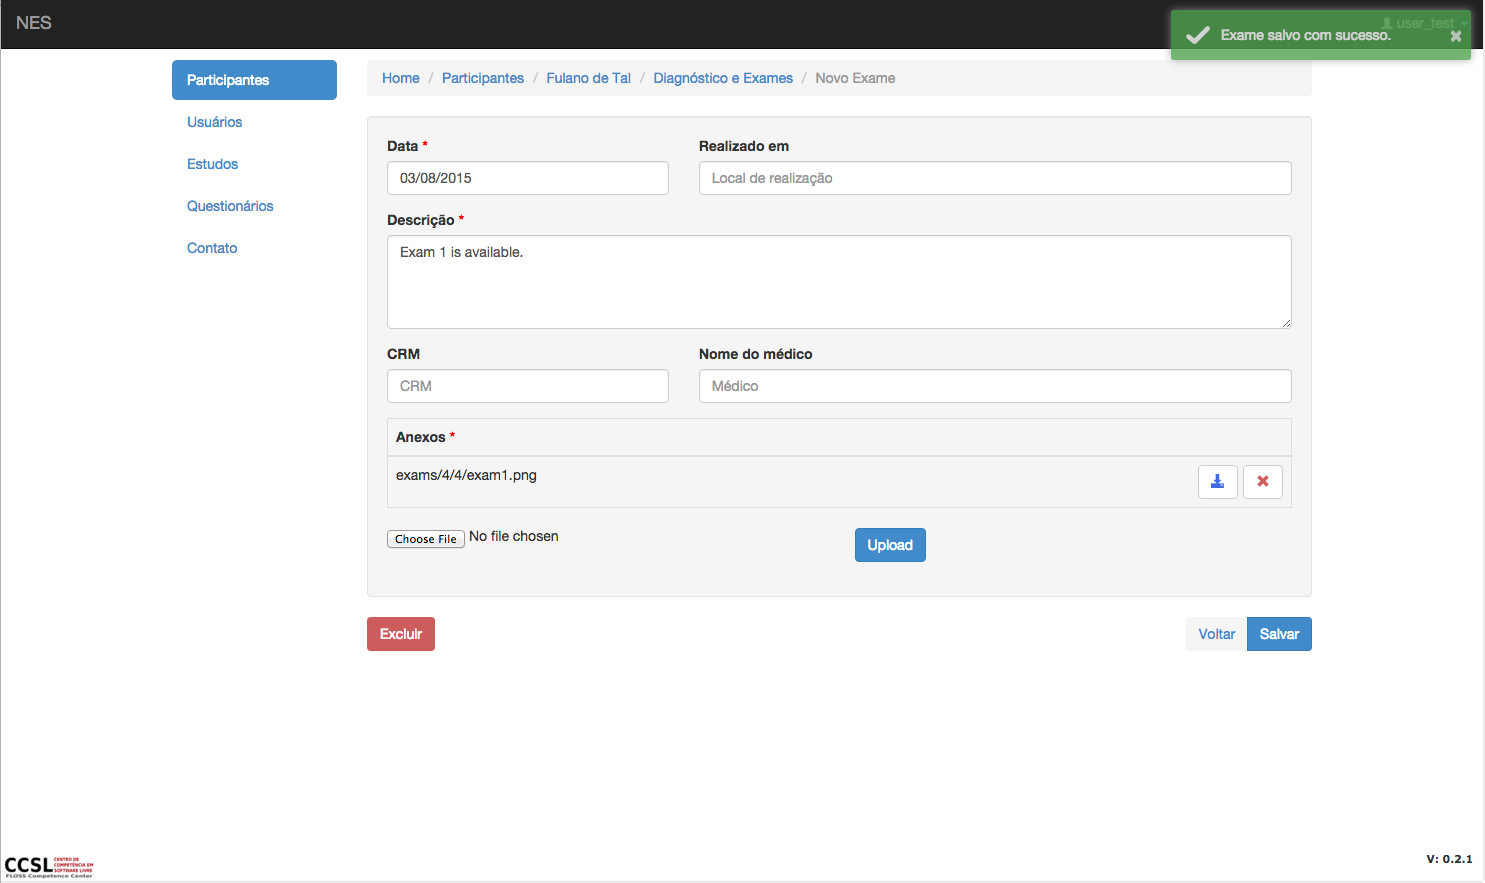 NES
user_test
Exame salvo com sucesso.
Participantes
Usuários
Estudos
Questionários
Contato
Home / Participantes / Fulano de Tal / Diagnóstico e Exames / Novo Exame
Data * Realizado em
03/08/2015 Local de realização
Descrição *
Exam 1 is available.
CRM Nome do médico
CRM Médico
Anexos *
exams/4/4/exam1.png
Choose File No file chosen Upload
Excluir Voltar Salvar
V: 0.2.1
CCSL
CENTRO DE
COMPETÊNCIA EM
SOFTWARE LIVRE
FLOSS Competence Center